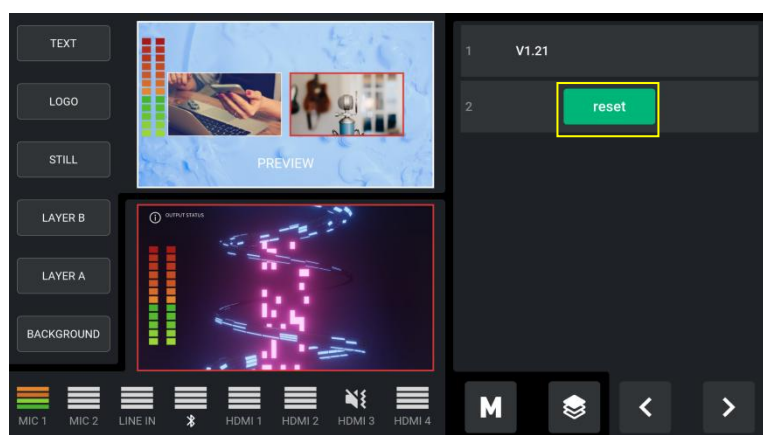 TEXT
LOGO
STILL
LAYER B
LAYER A
BACKGROUND
PREVIEW
OUTPUT STATUS
1 V1.21
2 reset
MIC 1 MIC 2 LINE IN HDMI 1 HDMI 2 HDMI 3 HDMI 4
M